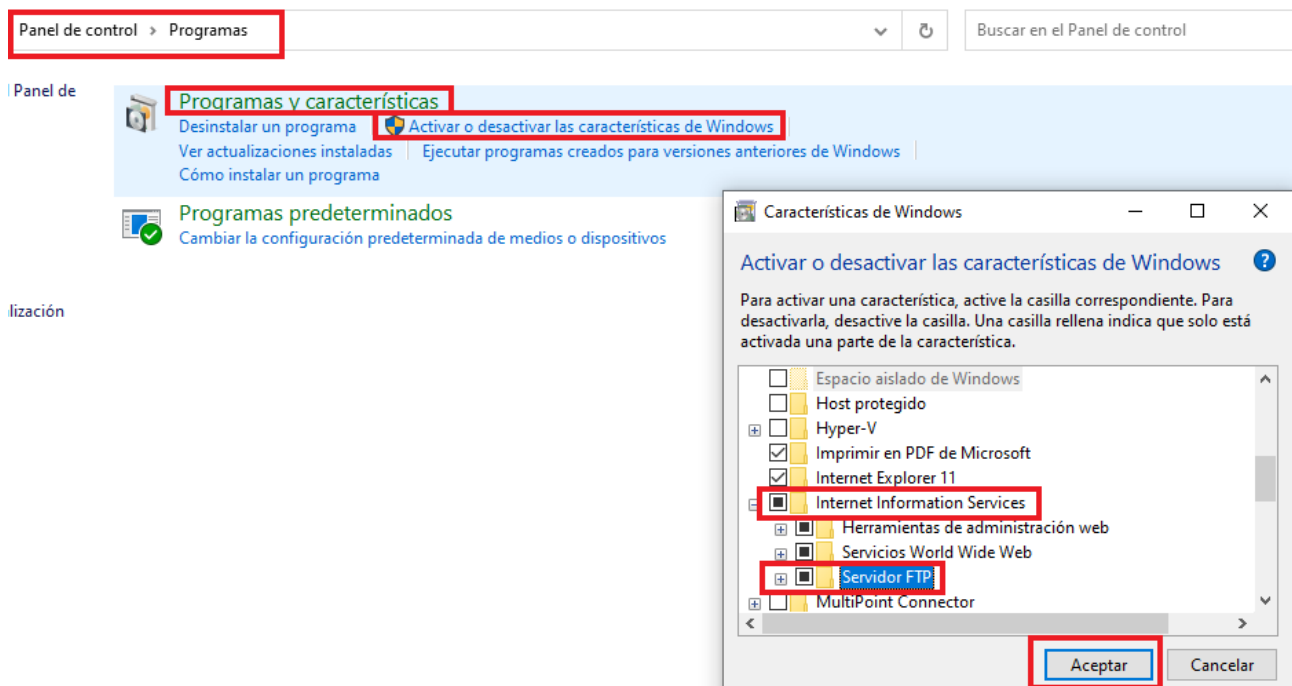 Panel de control > Programas
Buscar en el Panel de control
Panel de
Programas y características
Desinstalar un programa
Activar o desactivar las características de Windows
Ver actualizaciones instaladas
Ejecutar programas creados para versiones anteriores de Windows
Cómo instalar un programa
Programas predeterminados
Cambiar la configuración predeterminada de medios o dispositivos
lización
Características de Windows
Activar o desactivar las características de Windows
Para activar una característica, active la casilla correspondiente. Para
desactivarla, desactive la casilla. Una casilla rellena indica que solo está
activada una parte de la característica.
Espacio aislado de Windows
Host protegido
Hyper-V
Imprimir en PDF de Microsoft
Internet Explorer 11
Internet Information Services
Herramientas de administración web
Servicios World Wide Web
Servidor FTP
MultiPoint Connector
Aceptar
Cancelar